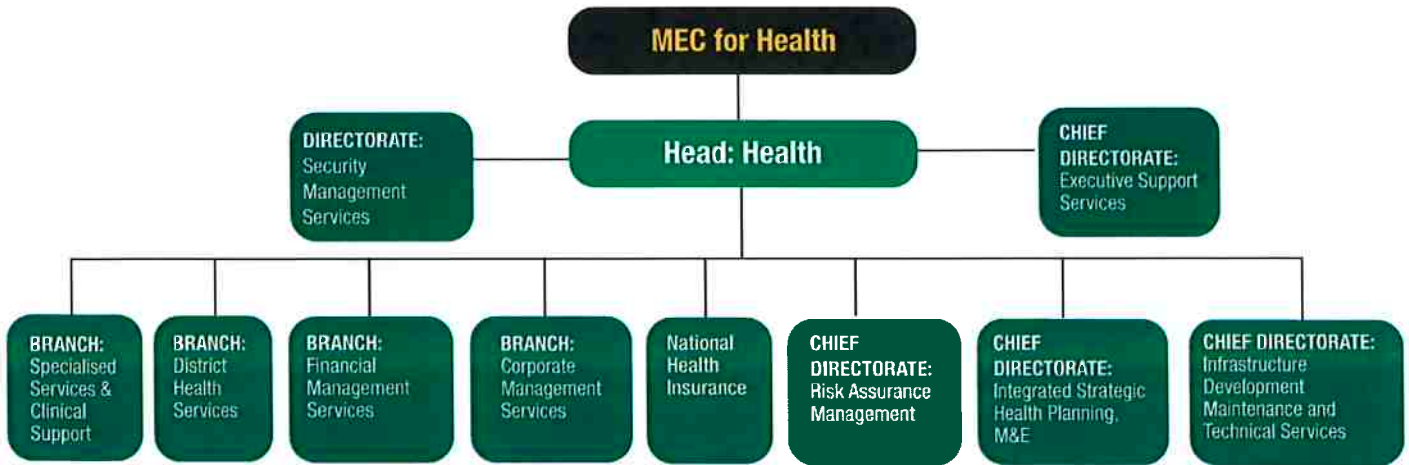 MEC for Health
DIRECTORATE:
Security
Management
Services
Head: Health
CHIEF
DIRECTORATE:
Executive Support
Services
BRANCH:
Specialised
Services &
Clinical
Support
BRANCH:
District
Health
Services
BRANCH:
Financial
Management
Services
BRANCH:
Corporate
Management
Services
National
Health
Insurance
CHIEF
DIRECTORATE:
Risk Assurance
Management
CHIEF
DIRECTORATE:
Integrated Strategic
Health Planning,
M&E
CHIEF DIRECTORATE:
Infrastructure
Development
Maintenance and
Technical Services